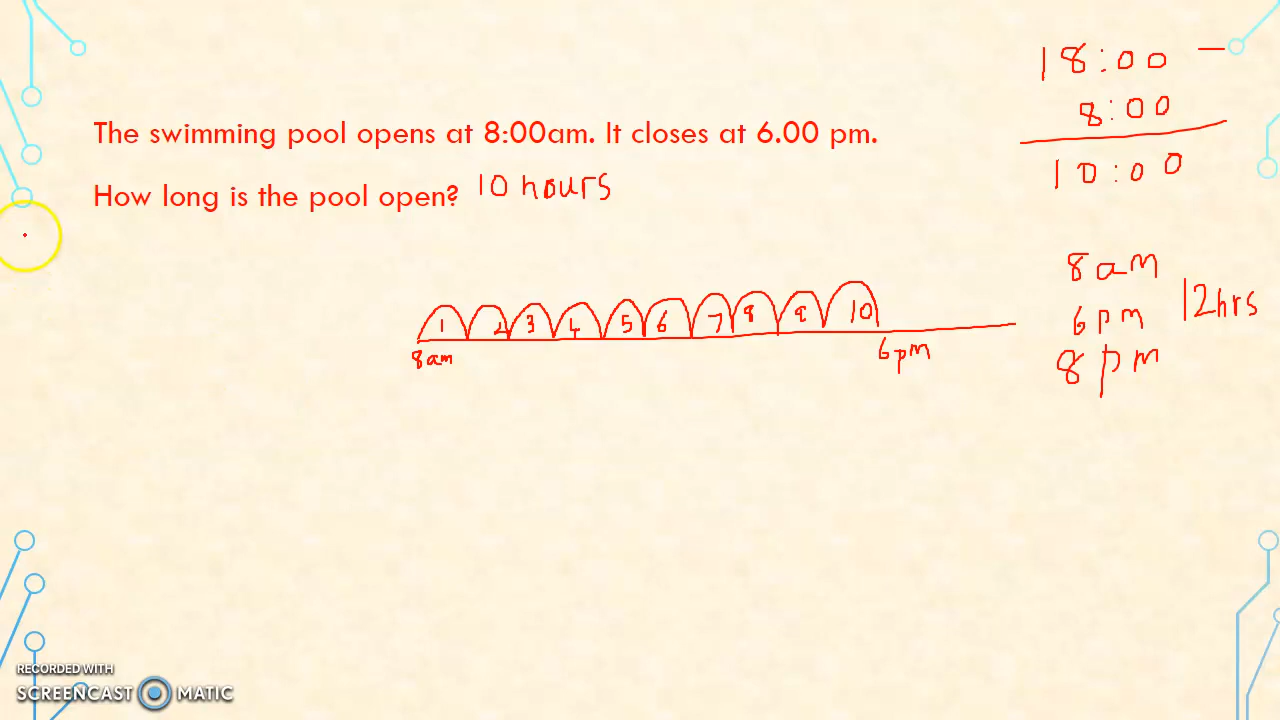 The swimming pool opens at 8:00am. It closes at 6.00 pm.
How long is the pool open? 10 hours
18:00 –
8:00
10:00
8am
6pm 12hrs
8pm
1 2 3 4 5 6 7 8 9 10
8am 6pm
RECORDED WITH
SCREENCAST MATIC